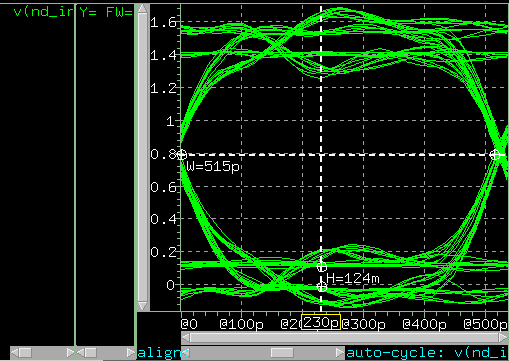 v(nd_ir Y= FW=
1.6
1.4
1.2
1
0.8
W=515p
0.6
0.4
0.2
H=124m
0
@0 @100p @20 230p @300p @400p @500p
align auto-cycle: v(nd_i